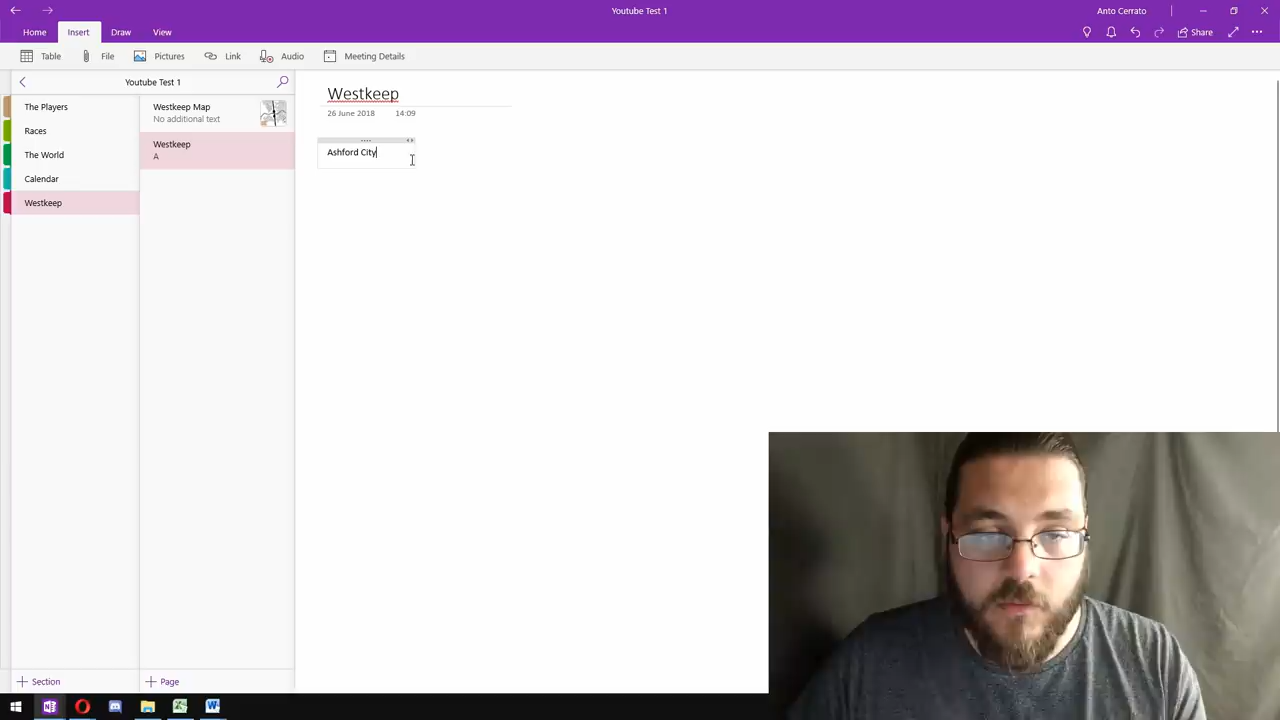 Youtube Test 1
Anto Cerrato
Home Insert Draw View
Share
Table File Pictures Link Audio Meeting Details
Youtube Test 1
The Players
Races
The World
Calendar
Westkeep
Westkeep Map
No additional text
Westkeep
A
Westkeep
26 June 2018 14:09
Ashford City
+ Section
+ Page